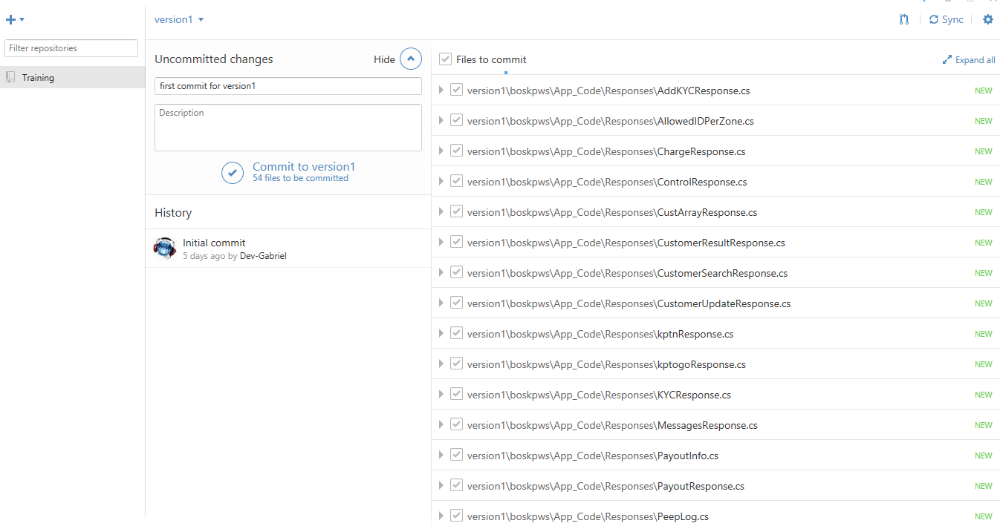 version1
Sync
Filter repositories
Training
Uncommitted changes
Hide
first commit for version1
Description
Commit to version1
54 files to be committed
History
Initial commit
5 days ago by Dev-Gabriel
Files to commit
Expand all
version1\boskpws\App_Code\Responses\AddKYCResponse.cs NEW
version1\boskpws\App_Code\Responses\AllowedIDPerZone.cs NEW
version1\boskpws\App_Code\Responses\ChargeResponse.cs NEW
version1\boskpws\App_Code\Responses\ControlResponse.cs NEW
version1\boskpws\App_Code\Responses\CustArrayResponse.cs NEW
version1\boskpws\App_Code\Responses\CustomerResultResponse.cs NEW
version1\boskpws\App_Code\Responses\CustomerSearchResponse.cs NEW
version1\boskpws\App_Code\Responses\CustomerUpdateResponse.cs NEW
version1\boskpws\App_Code\Responses\kptnResponse.cs NEW
version1\boskpws\App_Code\Responses\kptogoResponse.cs NEW
version1\boskpws\App_Code\Responses\KYCResponse.cs NEW
version1\boskpws\App_Code\Responses\MessagesResponse.cs NEW
version1\boskpws\App_Code\Responses\PayoutInfo.cs NEW
version1\boskpws\App_Code\Responses\PayoutResponse.cs NEW
version1\boskpws\App_Code\Responses\PeepLog.cs NEW